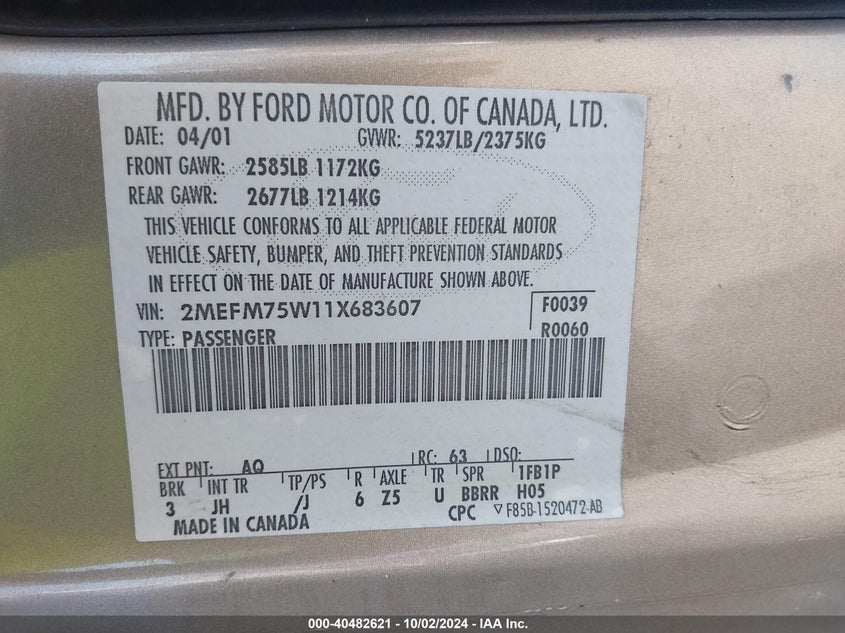 MFD. BY FORD MOTOR CO. OF CANADA, LTD.
DATE: 04/01 GVWR: 5237LB/2375KG
FRONT GAWR: 2585LB 1172KG
REAR GAWR: 2677LB 1214KG
THIS VEHICLE CONFORMS TO ALL APPLICABLE FEDERAL MOTOR
VEHICLE SAFETY, BUMPER, AND THEFT PREVENTION STANDARDS
IN EFFECT ON THE DATE OF MANUFACTURE SHOWN ABOVE.
VIN: 2MEFM75W11X683607 F0039
TYPE: PASSENGER R0060
EXT PNT: AQ RC: 63 DSO:
BRK INT TR TP/PS R AXLE TR SPR 1FB1P
3 JH /J 6 Z5 U BBRR H05
MADE IN CANADA CPC ▽ F85B-1520472-AB
000-40482621 - 10/02/2024 - IAA Inc.